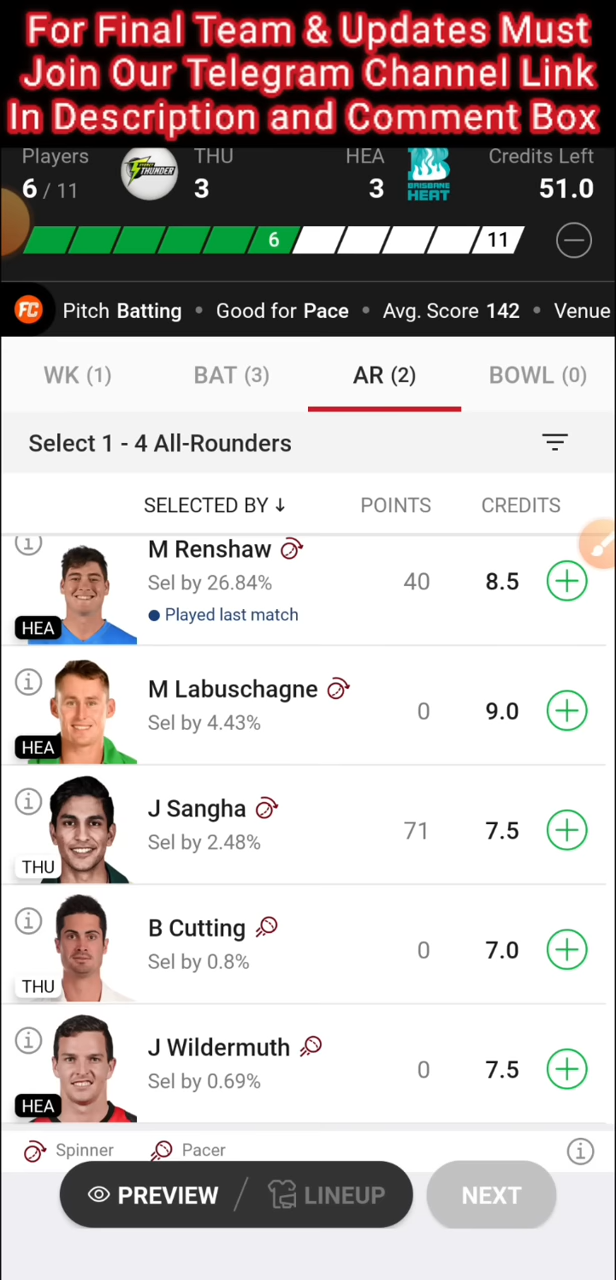 For Final Team & Updates Must
Join Our Telegram Channel Link
In Description and Comment Box
Players THU HEA Credits Left
6 / 11 3 3 51.0
THUNDER
BRISBANE
HEAT
6 11
FC Pitch Batting • Good for Pace • Avg. Score 142 • Venue
WK (1) BAT (3) AR (2) BOWL (0)
Select 1 - 4 All-Rounders
SELECTED BY ↓ POINTS CREDITS
M Renshaw
Sel by 26.84% 40 8.5
Played last match
HEA
M Labuschagne
Sel by 4.43% 0 9.0
HEA
J Sangha
Sel by 2.48% 71 7.5
THU
B Cutting
Sel by 0.8% 0 7.0
THU
J Wildermuth
Sel by 0.69% 0 7.5
HEA
Spinner Pacer
PREVIEW / LINEUP NEXT